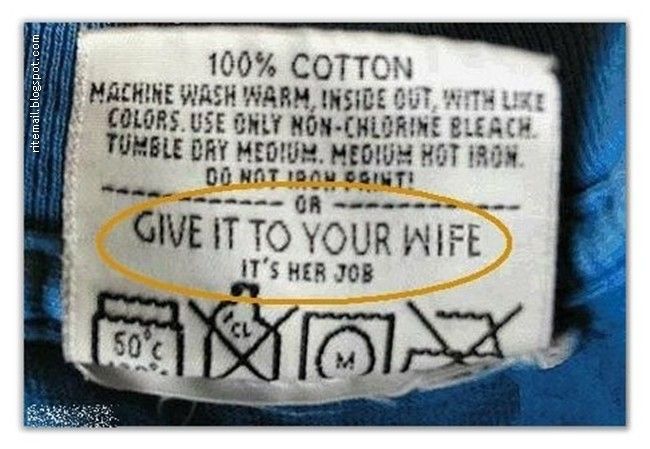 100% COTTON
MACHINE WASH WARM, INSIDE OUT, WITH LIKE
COLORS. USE ONLY NON-CHLORINE BLEACH.
TUMBLE DRY MEDIUM. MEDIUM HOT IRON.
DO NOT IRON PRINT!
OR
GIVE IT TO YOUR WIFE
IT'S HER JOB
50°C
CL
M
ritemail.blogspot.com